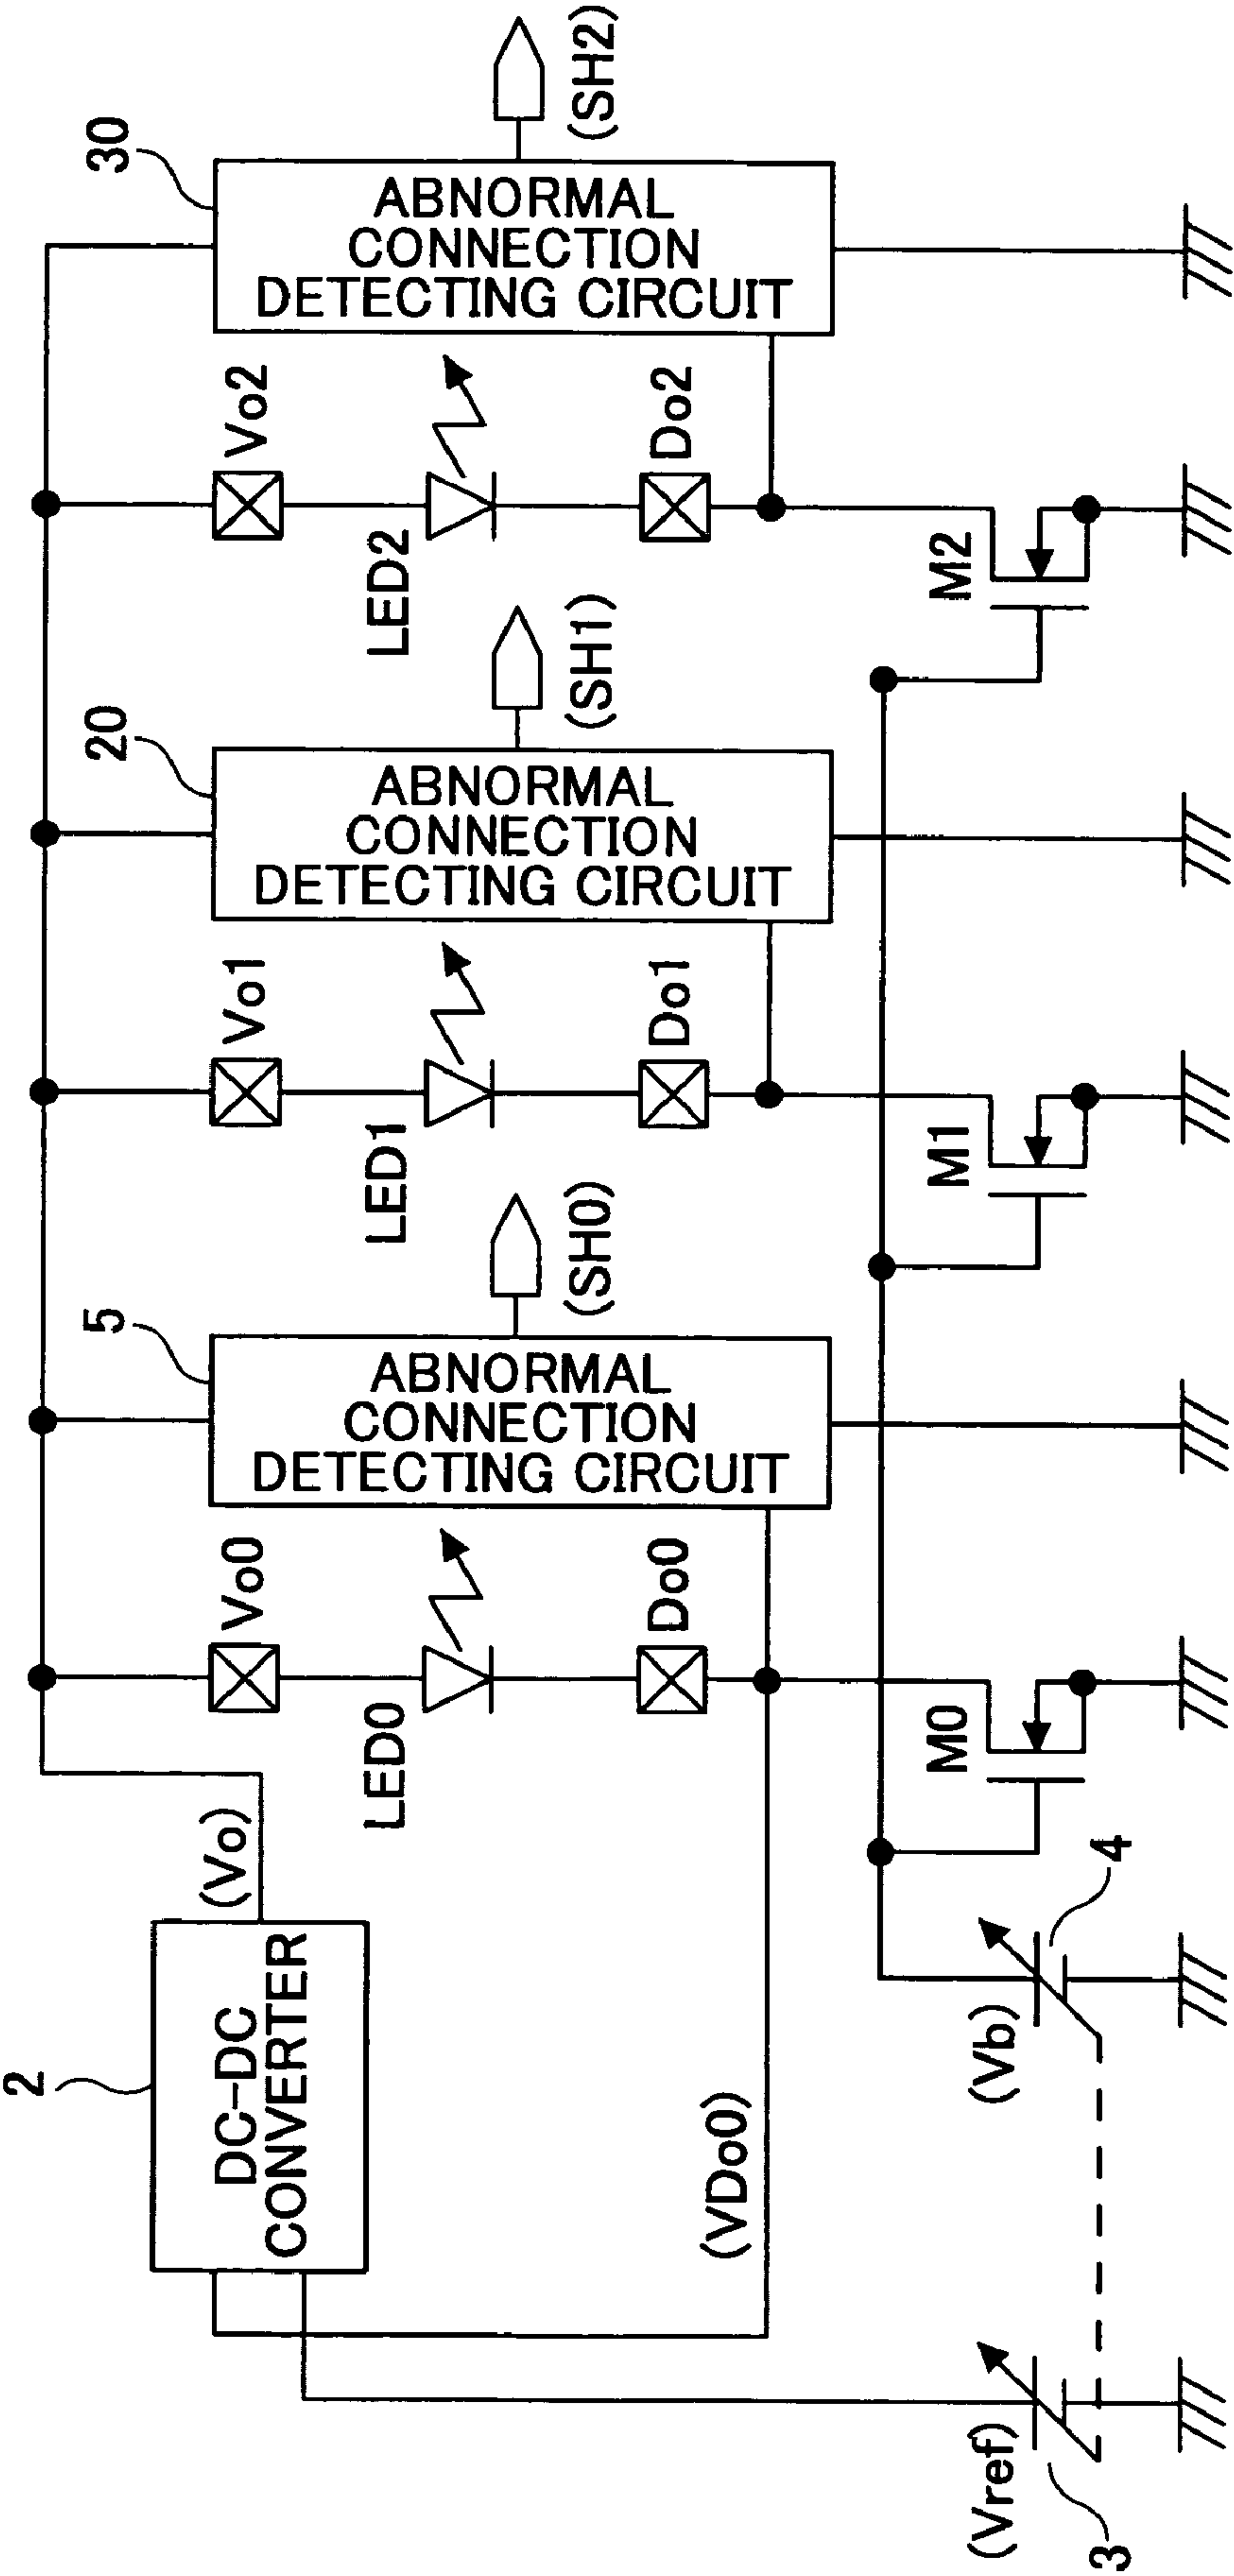 2
DC-DC
CONVERTER
(Vo)
(VDo0)
(Vref)
3
(Vb)
4
Vo0
LED0
Do0
M0
5
ABNORMAL
CONNECTION
DETECTING CIRCUIT
(SH0)
Vo1
LED1
Do1
M1
20
ABNORMAL
CONNECTION
DETECTING CIRCUIT
(SH1)
Vo2
LED2
Do2
M2
30
ABNORMAL
CONNECTION
DETECTING CIRCUIT
(SH2)